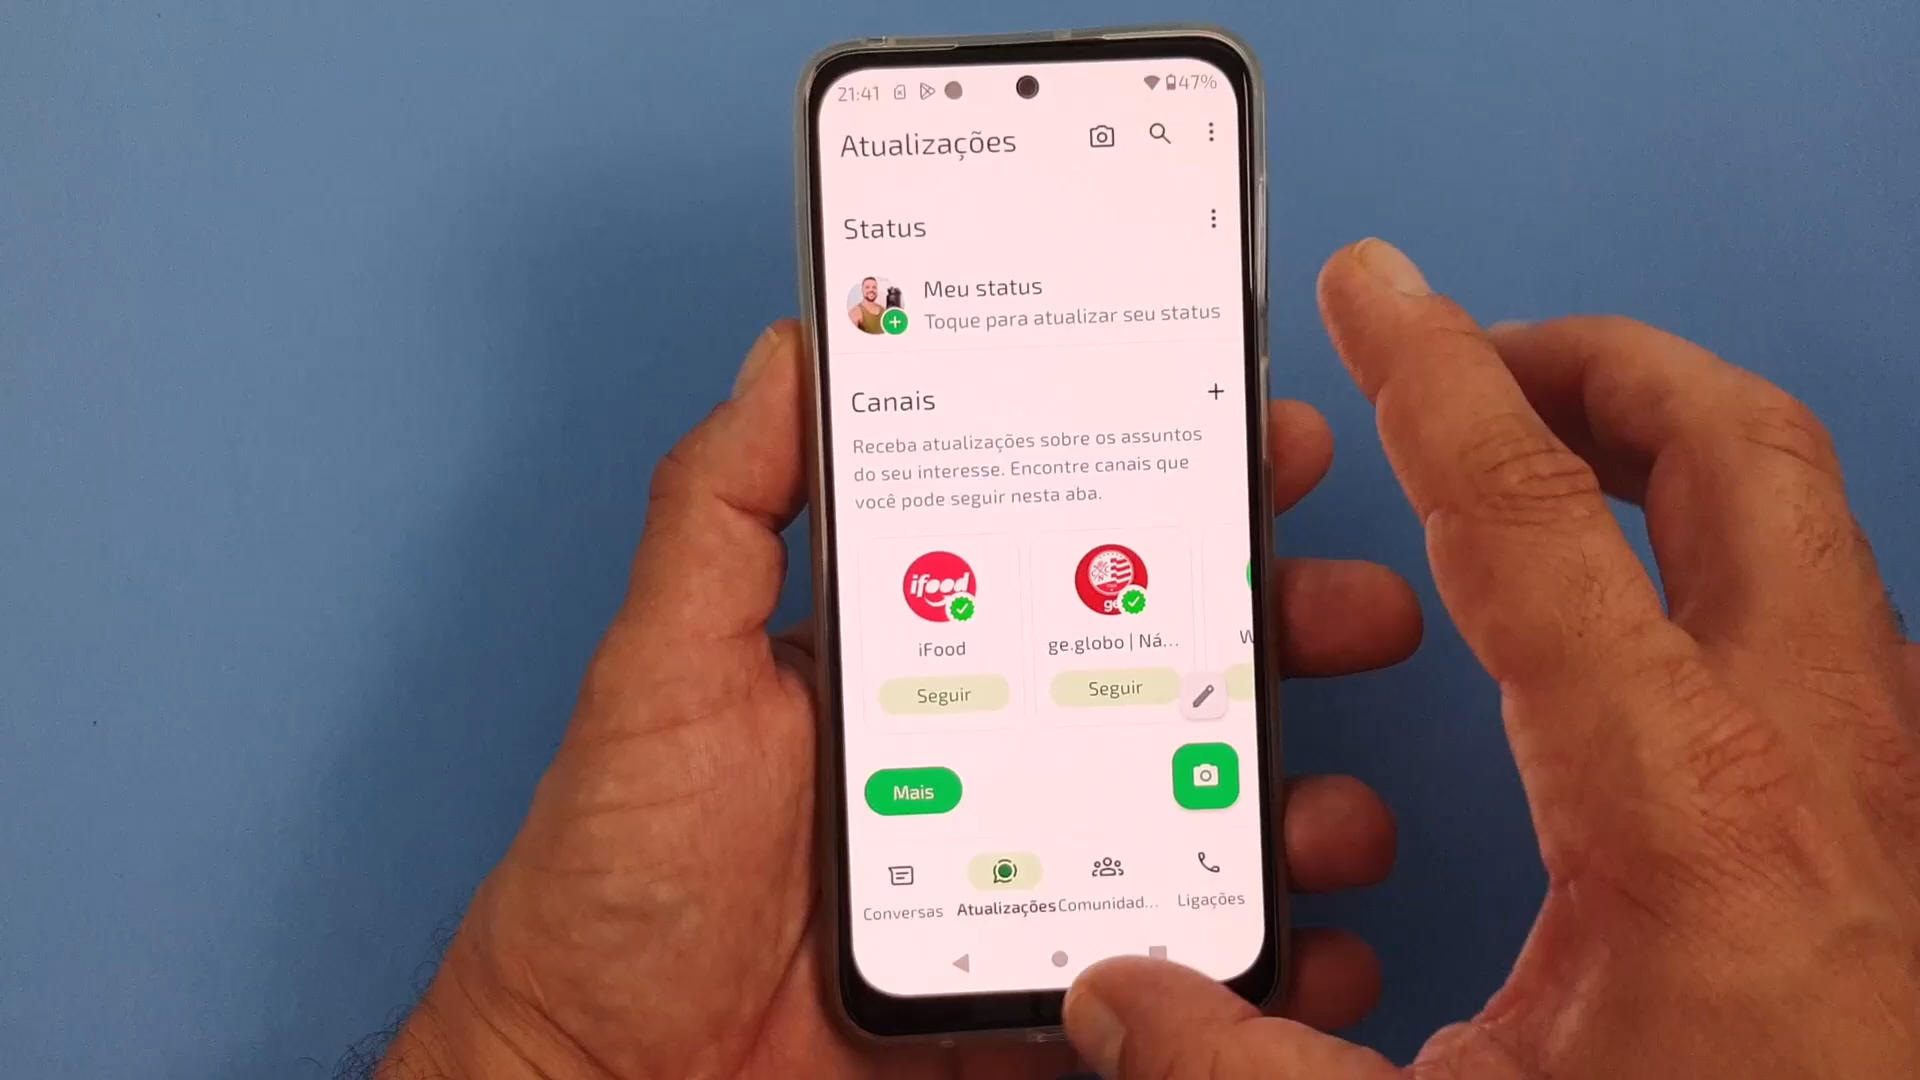 21:41
47%
Atualizações
Status
Meu status
Toque para atualizar seu status
Canais
Receba atualizações sobre os assuntos
do seu interesse. Encontre canais que
você pode seguir nesta aba.
ifood
ge
iFood
ge.globo | Ná...
W
Seguir
Seguir
Mais
Conversas
Atualizações
Comunidad...
Ligações